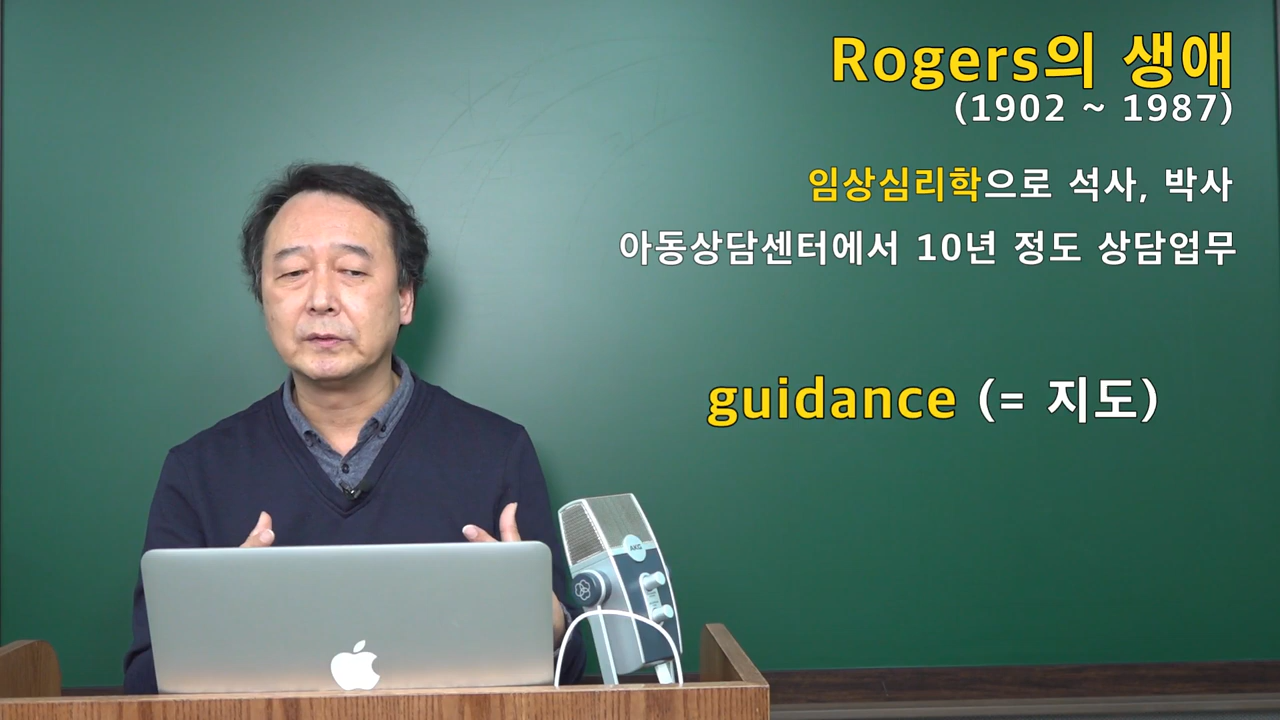 Rogers의 생애
(1902 ~ 1987)
임상심리학으로 석사, 박사
아동상담센터에서 10년 정도 상담업무
guidance (= 지도)
AKG